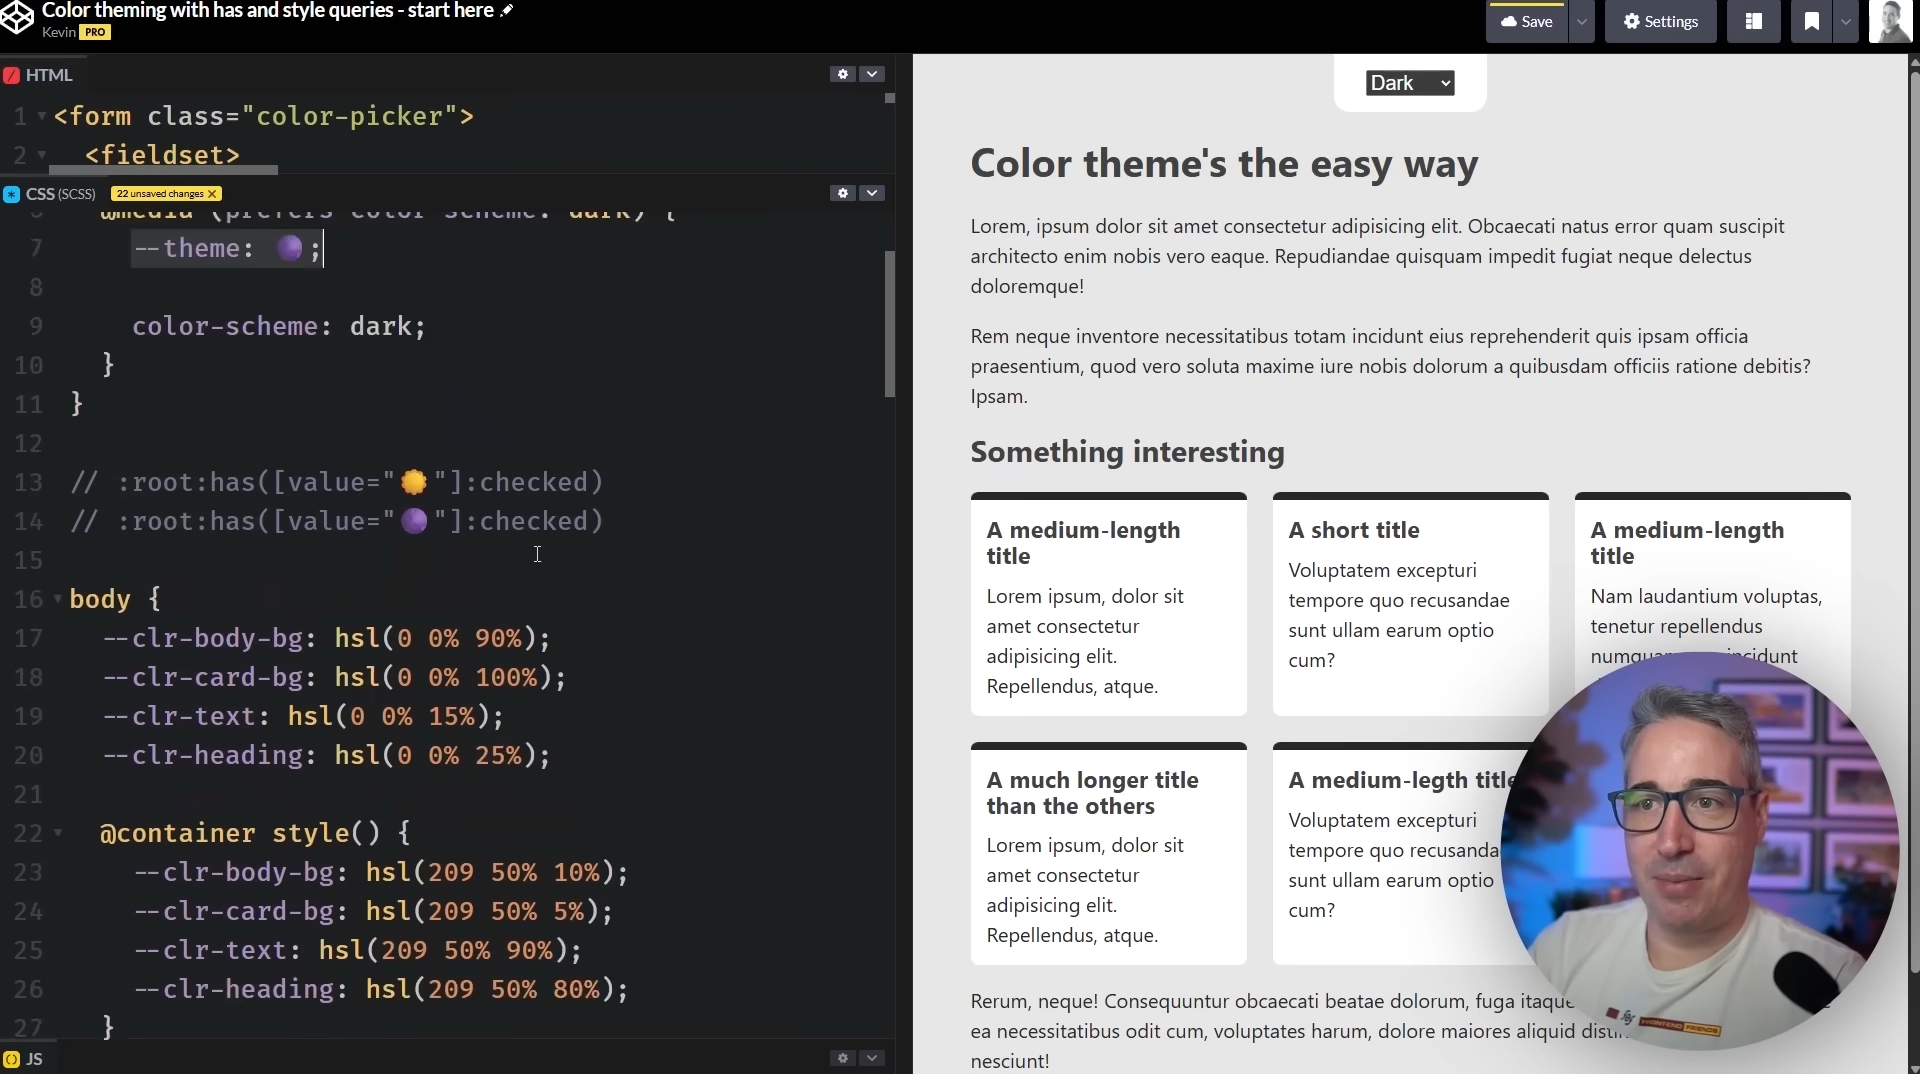 Color theming with has and style queries - start here
Kevin PRO
Save
Settings
HTML
1 <form class="color-picker">
2 <fieldset>
CSS (SCSS) 22 unsaved changes X
6 @media (prefers-color-scheme: dark) {
7 --theme: 🌑;
8
9 color-scheme: dark;
10 }
11 }
12
13 // :root:has([value="🌞"]:checked)
14 // :root:has([value="🌑"]:checked)
15
16 body {
17 --clr-body-bg: hsl(0 0% 90%);
18 --clr-card-bg: hsl(0 0% 100%);
19 --clr-text: hsl(0 0% 15%);
20 --clr-heading: hsl(0 0% 25%);
21
22 @container style() {
23 --clr-body-bg: hsl(209 50% 10%);
24 --clr-card-bg: hsl(209 50% 5%);
25 --clr-text: hsl(209 50% 90%);
26 --clr-heading: hsl(209 50% 80%);
27 }
JS
Dark
Color theme's the easy way
Lorem, ipsum dolor sit amet consectetur adipisicing elit. Obcaecati natus error quam suscipit
architecto enim nobis vero eaque. Repudiandae quisquam impedit fugiat neque delectus
doloremque!
Rem neque inventore necessitatibus totam incidunt eius reprehenderit quis ipsam officia
praesentium, quod vero soluta maxime iure nobis dolorum a quibusdam officiis ratione debitis?
Ipsam.
Something interesting
A medium-length
title
Lorem ipsum, dolor sit
amet consectetur
adipisicing elit.
Repellendus, atque.
A short title
Voluptatem excepturi
tempore quo recusandae
sunt ullam earum optio
cum?
A medium-length
title
Nam laudantium voluptas,
tenetur repellendus
A much longer title
than the others
Lorem ipsum, dolor sit
amet consectetur
adipisicing elit.
Repellendus, atque.
A medium-legth title
Voluptatem excepturi
tempore quo recusanda
sunt ullam earum optio
cum?
Rerum, neque! Consequuntur obcaecati beatae dolorum, fuga itaque
ea necessitatibus odit cum, voluptates harum, dolore maiores aliquid
nesciunt!
FRONT-END FRIENDS